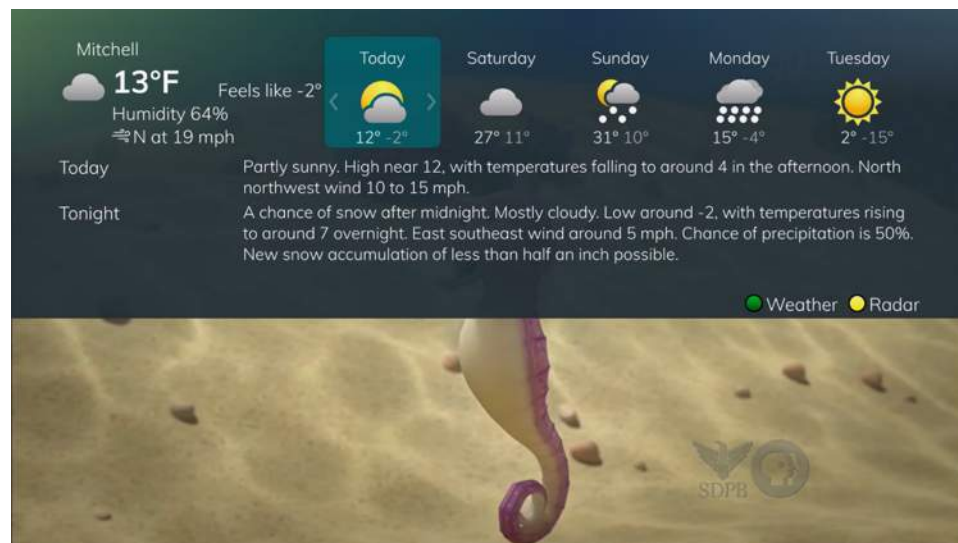 Mitchell
13°F
Feels like -2°
Humidity 64%
N at 19 mph
Today
12° -2°
Saturday
27° 11°
Sunday
31° 10°
Monday
15° -4°
Tuesday
2° -15°
Today
Partly sunny. High near 12, with temperatures falling to around 4 in the afternoon. North
northwest wind 10 to 15 mph.
Tonight
A chance of snow after midnight. Mostly cloudy. Low around -2, with temperatures rising
to around 7 overnight. East southeast wind around 5 mph. Chance of precipitation is 50%.
New snow accumulation of less than half an inch possible.
Weather
Radar
SDPB